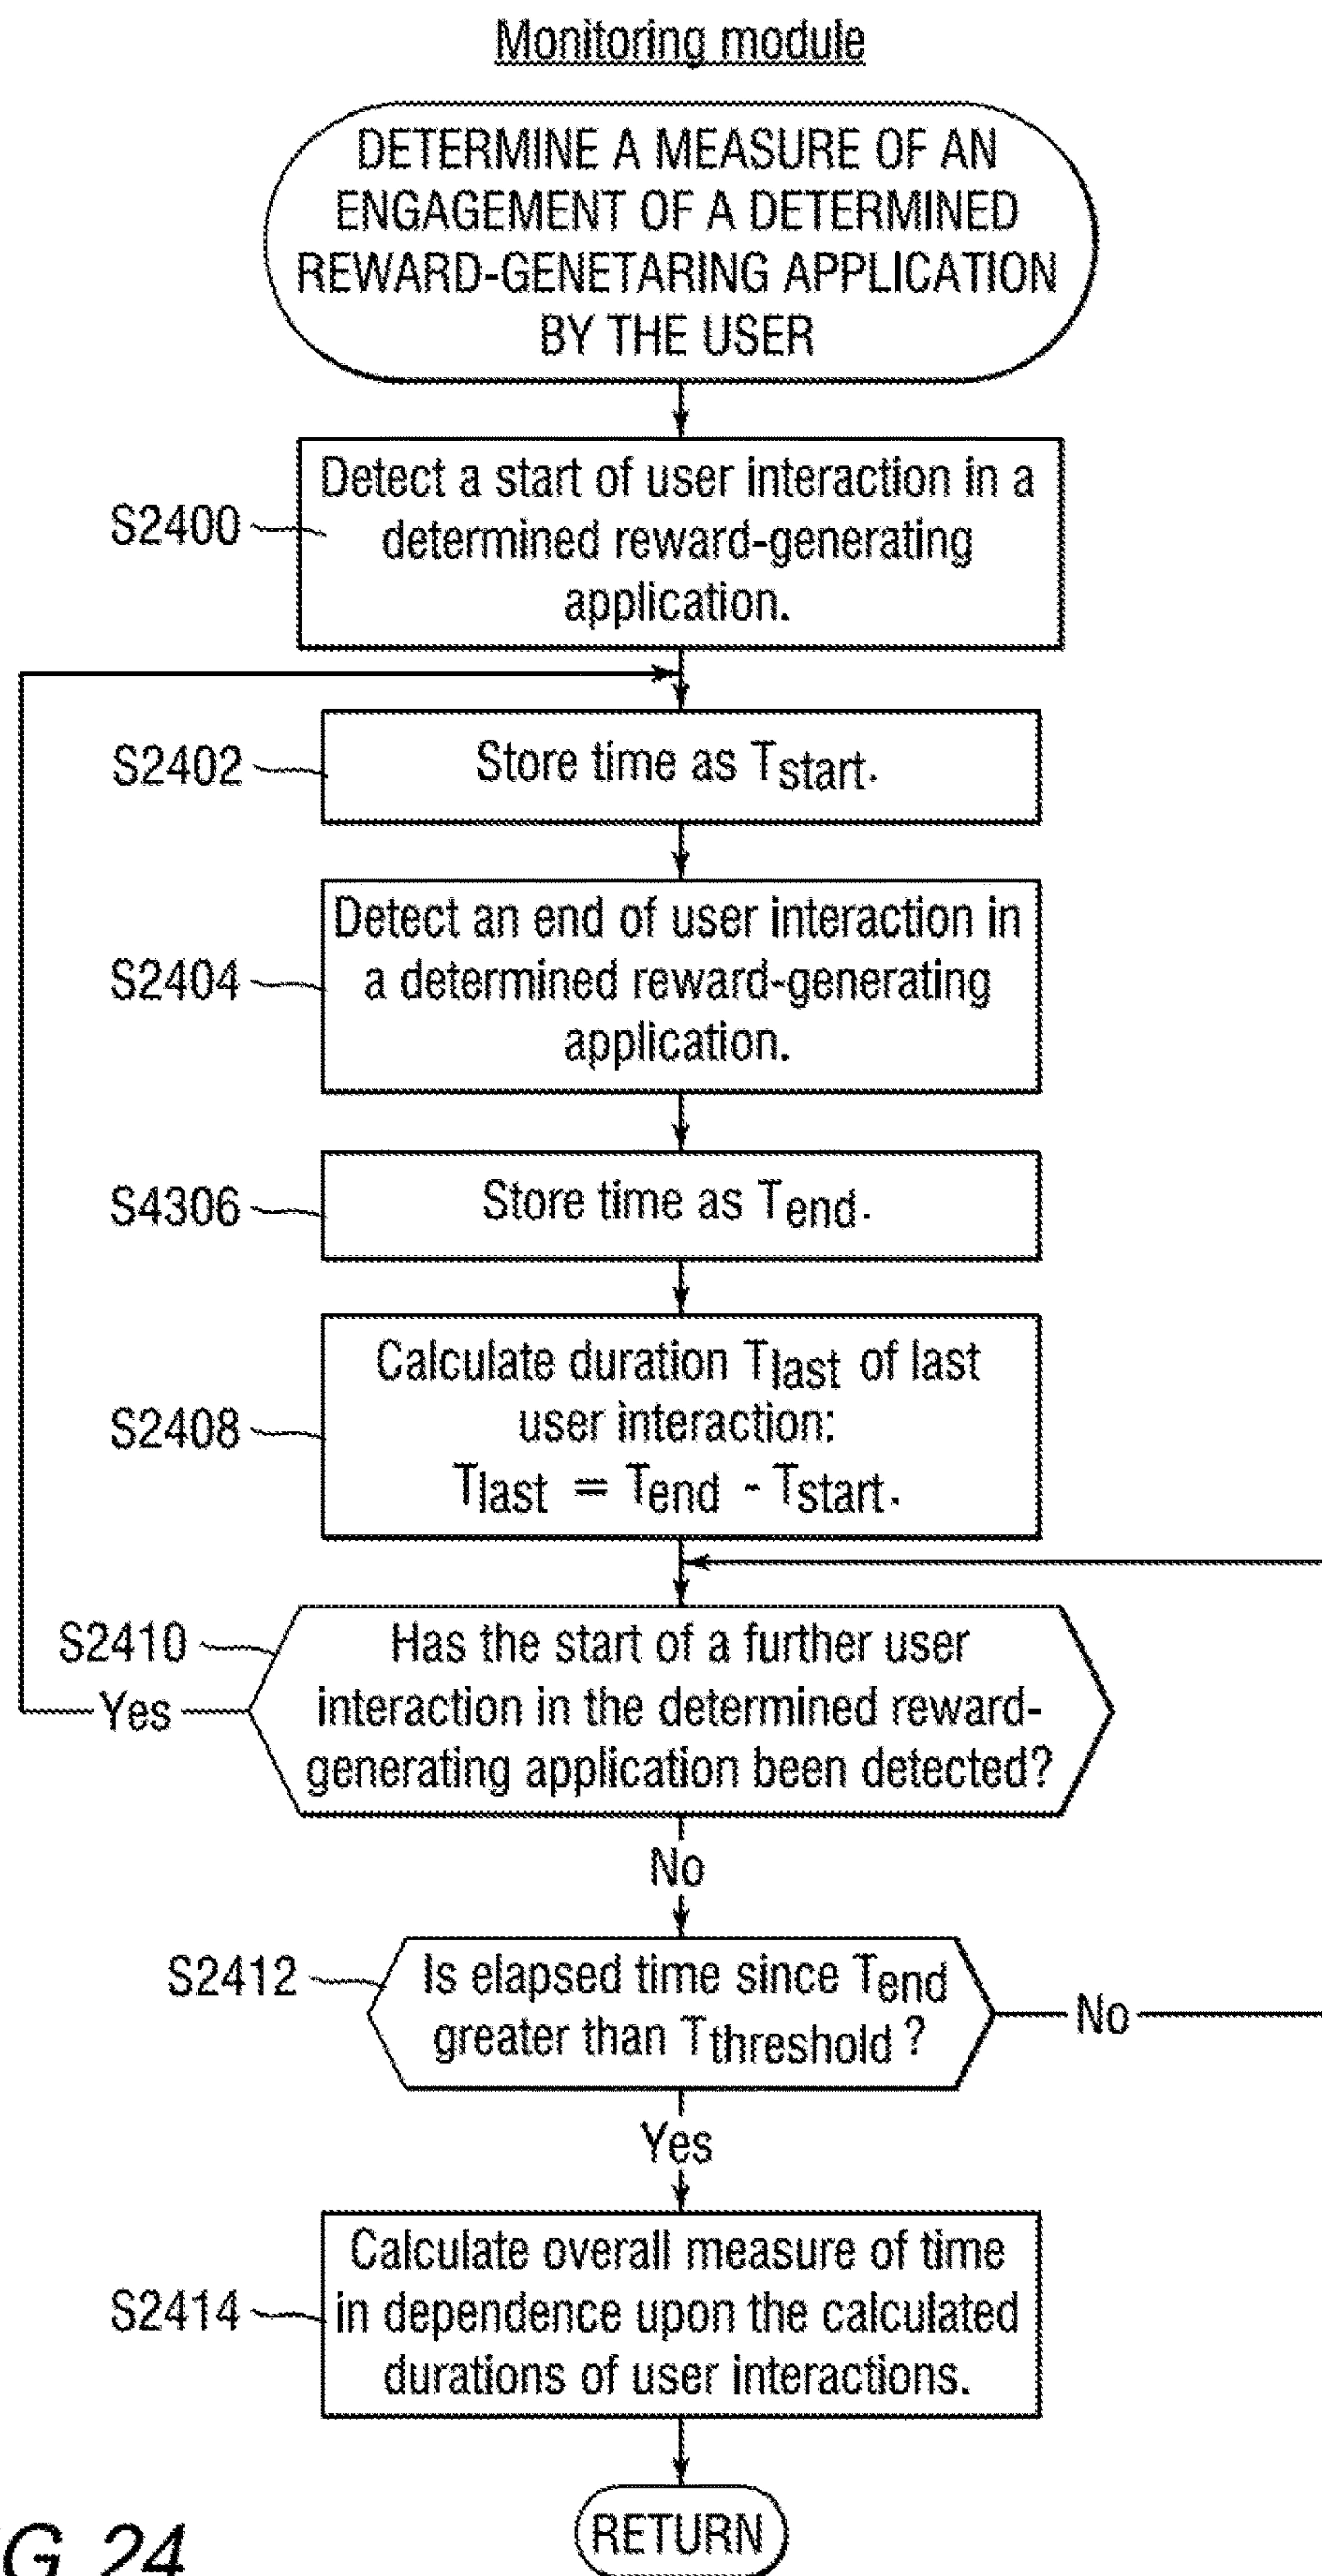 Monitoring module
DETERMINE A MEASURE OF AN
ENGAGEMENT OF A DETERMINED
REWARD-GENETARING APPLICATION
BY THE USER
S2400
Detect a start of user interaction in a
determined reward-generating
application.
S2402
Store time as Tstart.
S2404
Detect an end of user interaction in
a determined reward-generating
application.
S4306
Store time as Tend.
S2408
Calculate duration Tlast of last
user interaction:
Tlast = Tend - Tstart.
S2410
Has the start of a further user
interaction in the determined reward-
generating application been detected?
Yes
No
S2412
Is elapsed time since Tend
greater than Tthreshold?
No
Yes
S2414
Calculate overall measure of time
in dependence upon the calculated
durations of user interactions.
RETURN
G 24